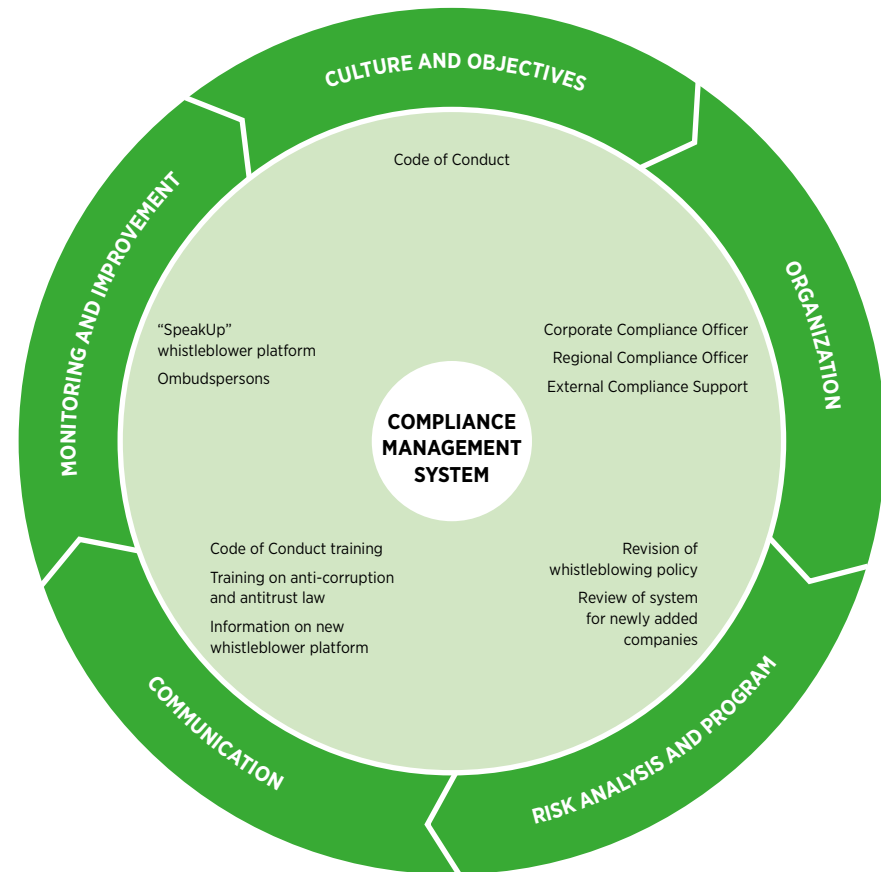 CULTURE AND OBJECTIVES
Code of Conduct
ORGANIZATION
Corporate Compliance Officer
Regional Compliance Officer
External Compliance Support
RISK ANALYSIS AND PROGRAM
Revision of
whistleblowing policy
Review of system
for newly added
companies
COMMUNICATION
Code of Conduct training
Training on anti-corruption
and antitrust law
Information on new
whistleblower platform
MONITORING AND IMPROVEMENT
“SpeakUp”
whistleblower platform
Ombudspersons
COMPLIANCE
MANAGEMENT
SYSTEM